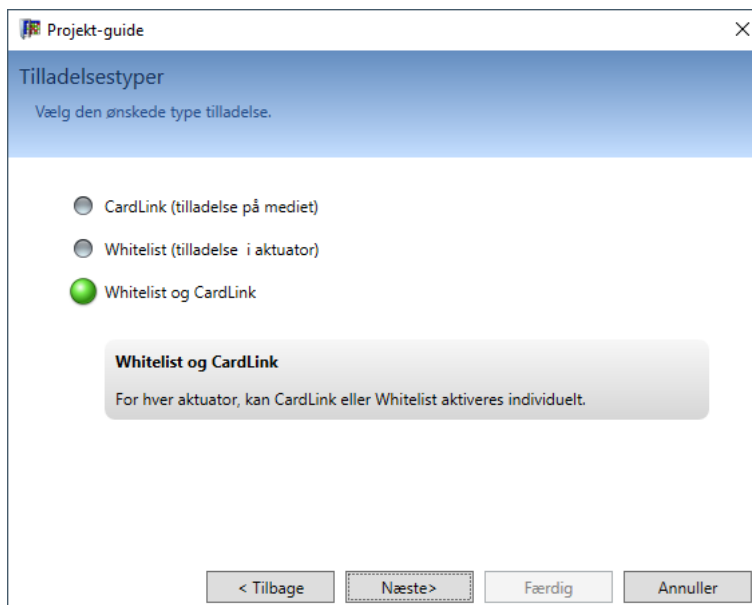 Projekt-guide
Tilladelsestyper
Vælg den ønskede type tilladelse.
CardLink (tilladelse på mediet)
Whitelist (tilladelse  i aktuator)
Whitelist og CardLink
Whitelist og CardLink
For hver aktuator, kan CardLink eller Whitelist aktiveres individuelt.
< Tilbage
Næste>
Færdig
Annuller